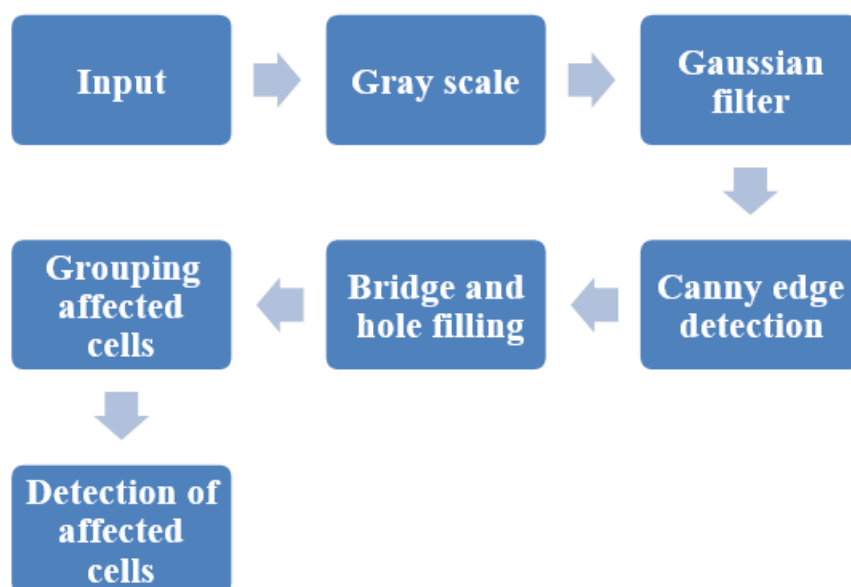 Input
Gray scale
Gaussian
filter
Canny edge
detection
Bridge and
hole filling
Grouping
affected
cells
Detection of
affected
cells